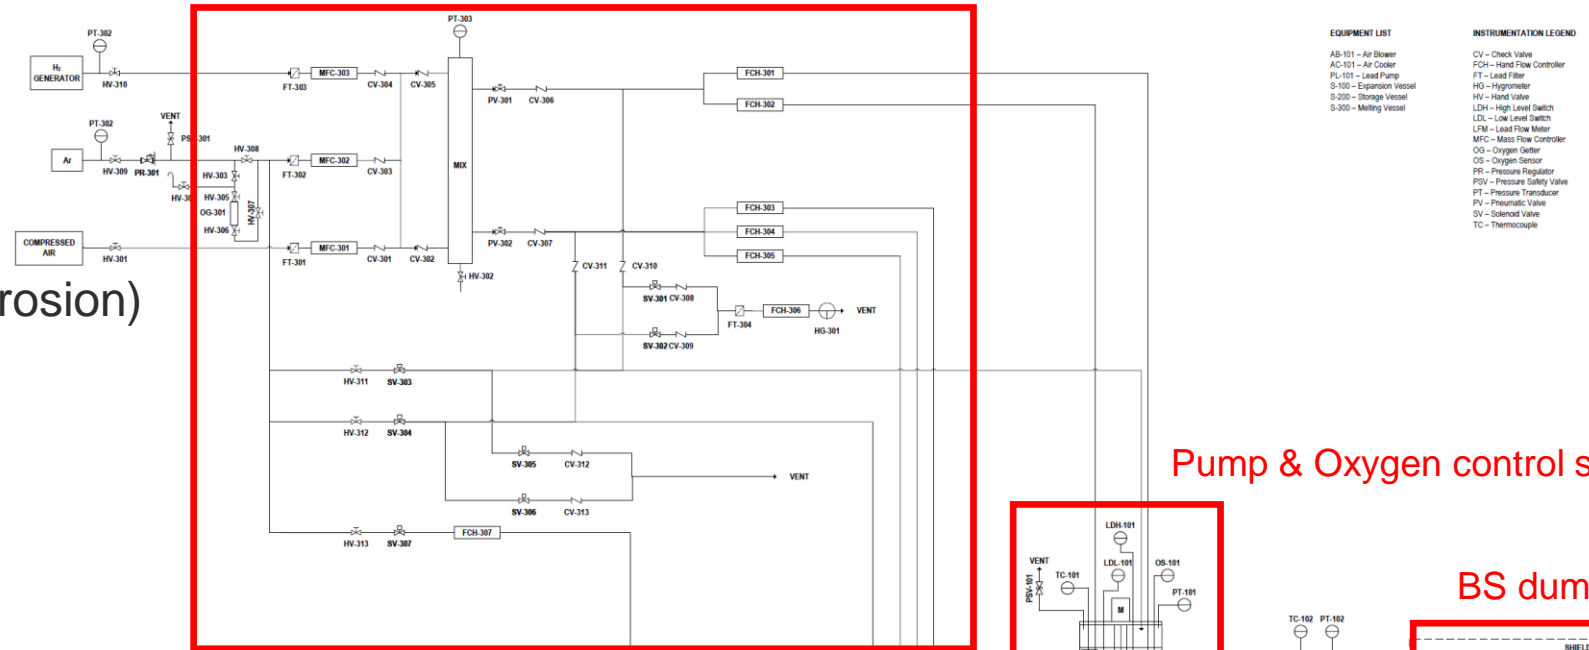 PT-303
PT-302
H₂
GENERATOR
HV-310
FT-303
MFC-303
CV-304
CV-305
PV-301
CV-306
FCH-301
FCH-302
PT-302
VENT
Ar
HV-309
PR-301
HV-308
HV-303
FT-302
MFC-302
CV-303
MIX
HV-305
OG-301
HV-307
HV-306
COMPRESSED
AIR
HV-301
FT-301
MFC-301
CV-301
CV-302
HV-302
PV-302
CV-307
FCH-303
FCH-304
FCH-305
CV-311
CV-310
SV-301
CV-308
FT-304
FCH-306
HG-301
VENT
SV-302
CV-309
rosion)
HV-311
SV-303
HV-312
SV-304
SV-305
CV-312
VENT
SV-306
CV-313
HV-313
SV-307
FCH-307
EQUIPMENT LIST
AB-101 – Air Blower
AC-101 – Air Cooler
PL-101 – Lead Pump
S-100 – Expansion Vessel
S-200 – Storage Vessel
S-300 – Melting Vessel
INSTRUMENTATION LEGEND
CV – Check Valve
FCH – Hand Flow Controller
FT – Lead Filter
HG – Hygrometer
HV – Hand Valve
LDH – High Level Switch
LDL – Low Level Switch
LFM – Lead Flow Meter
MFC – Mass Flow Controller
OG – Oxygen Getter
OS – Oxygen Sensor
PR – Pressure Regulator
PSV – Pressure Safety Valve
PT – Pressure Transducer
PV – Pneumatic Valve
SV – Solenoid Valve
TC – Thermocouple
Pump & Oxygen control s
LDH-101
VENT
PSV-101
TC-101
LDL-101
OS-101
PT-101
M
BS dum
TC-102 PT-102
SHIELD